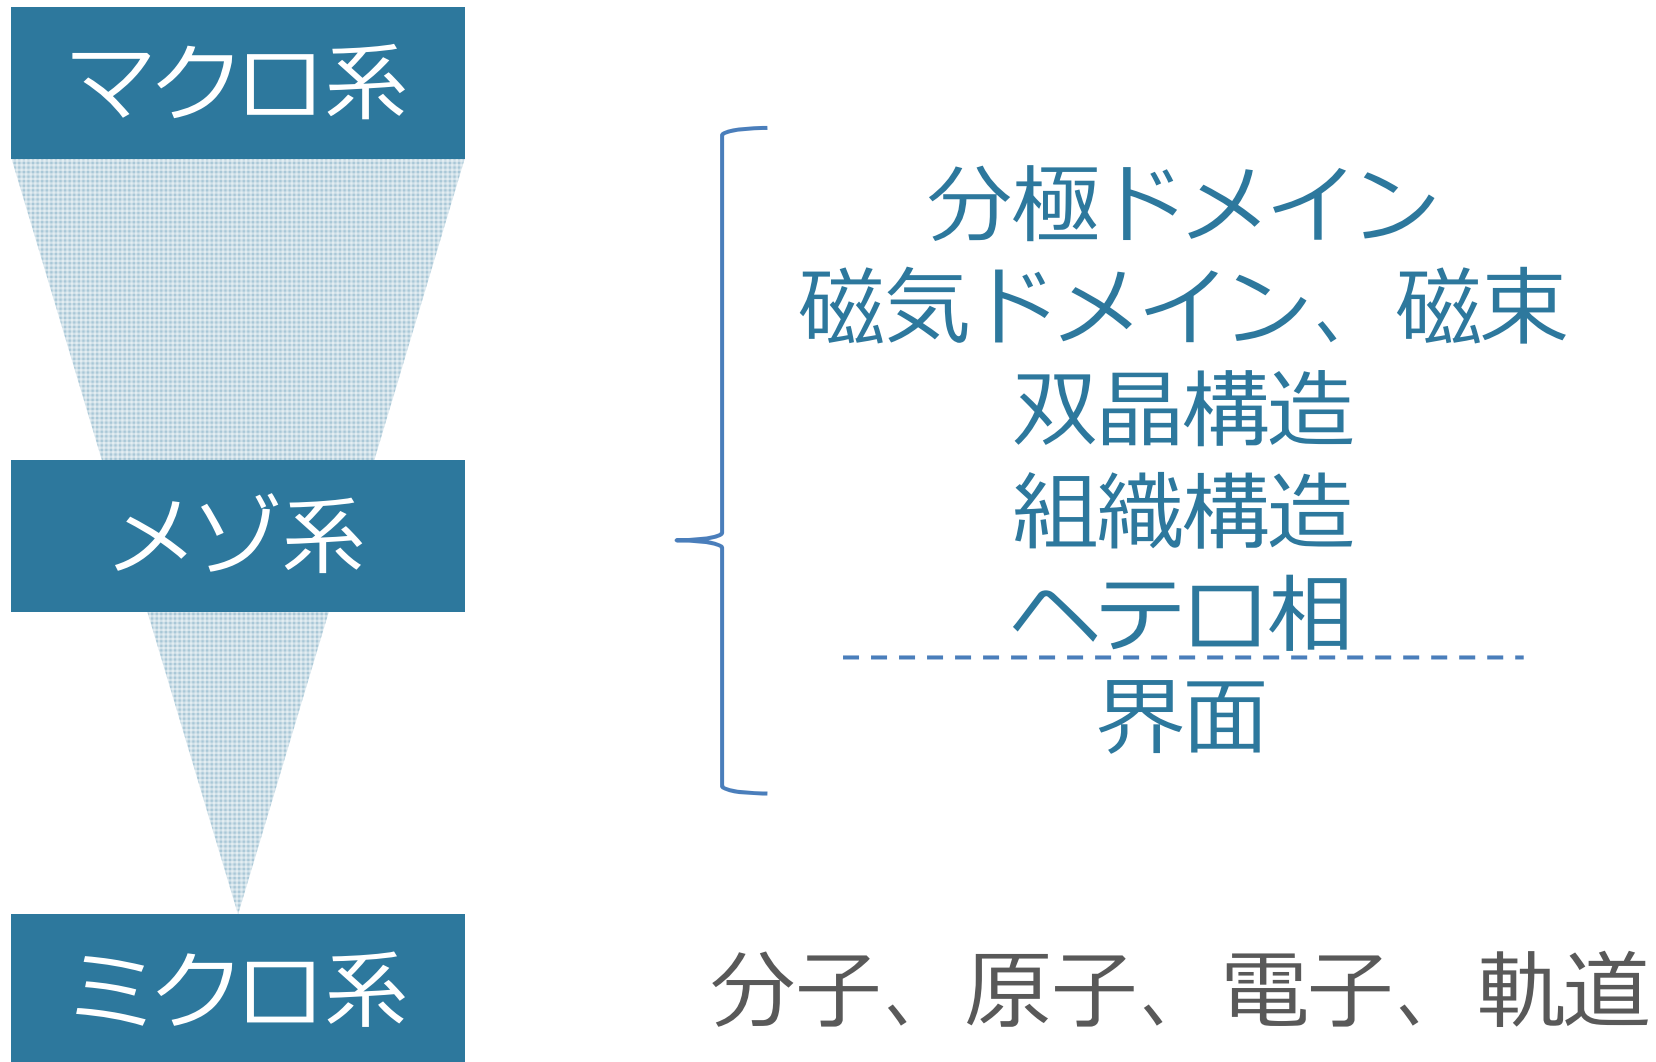 マクロ系
分極ドメイン
磁気ドメイン、磁束
双晶構造
メゾ系
組織構造
ヘテロ相
界面
ミクロ系
分子、原子、電子、軌道